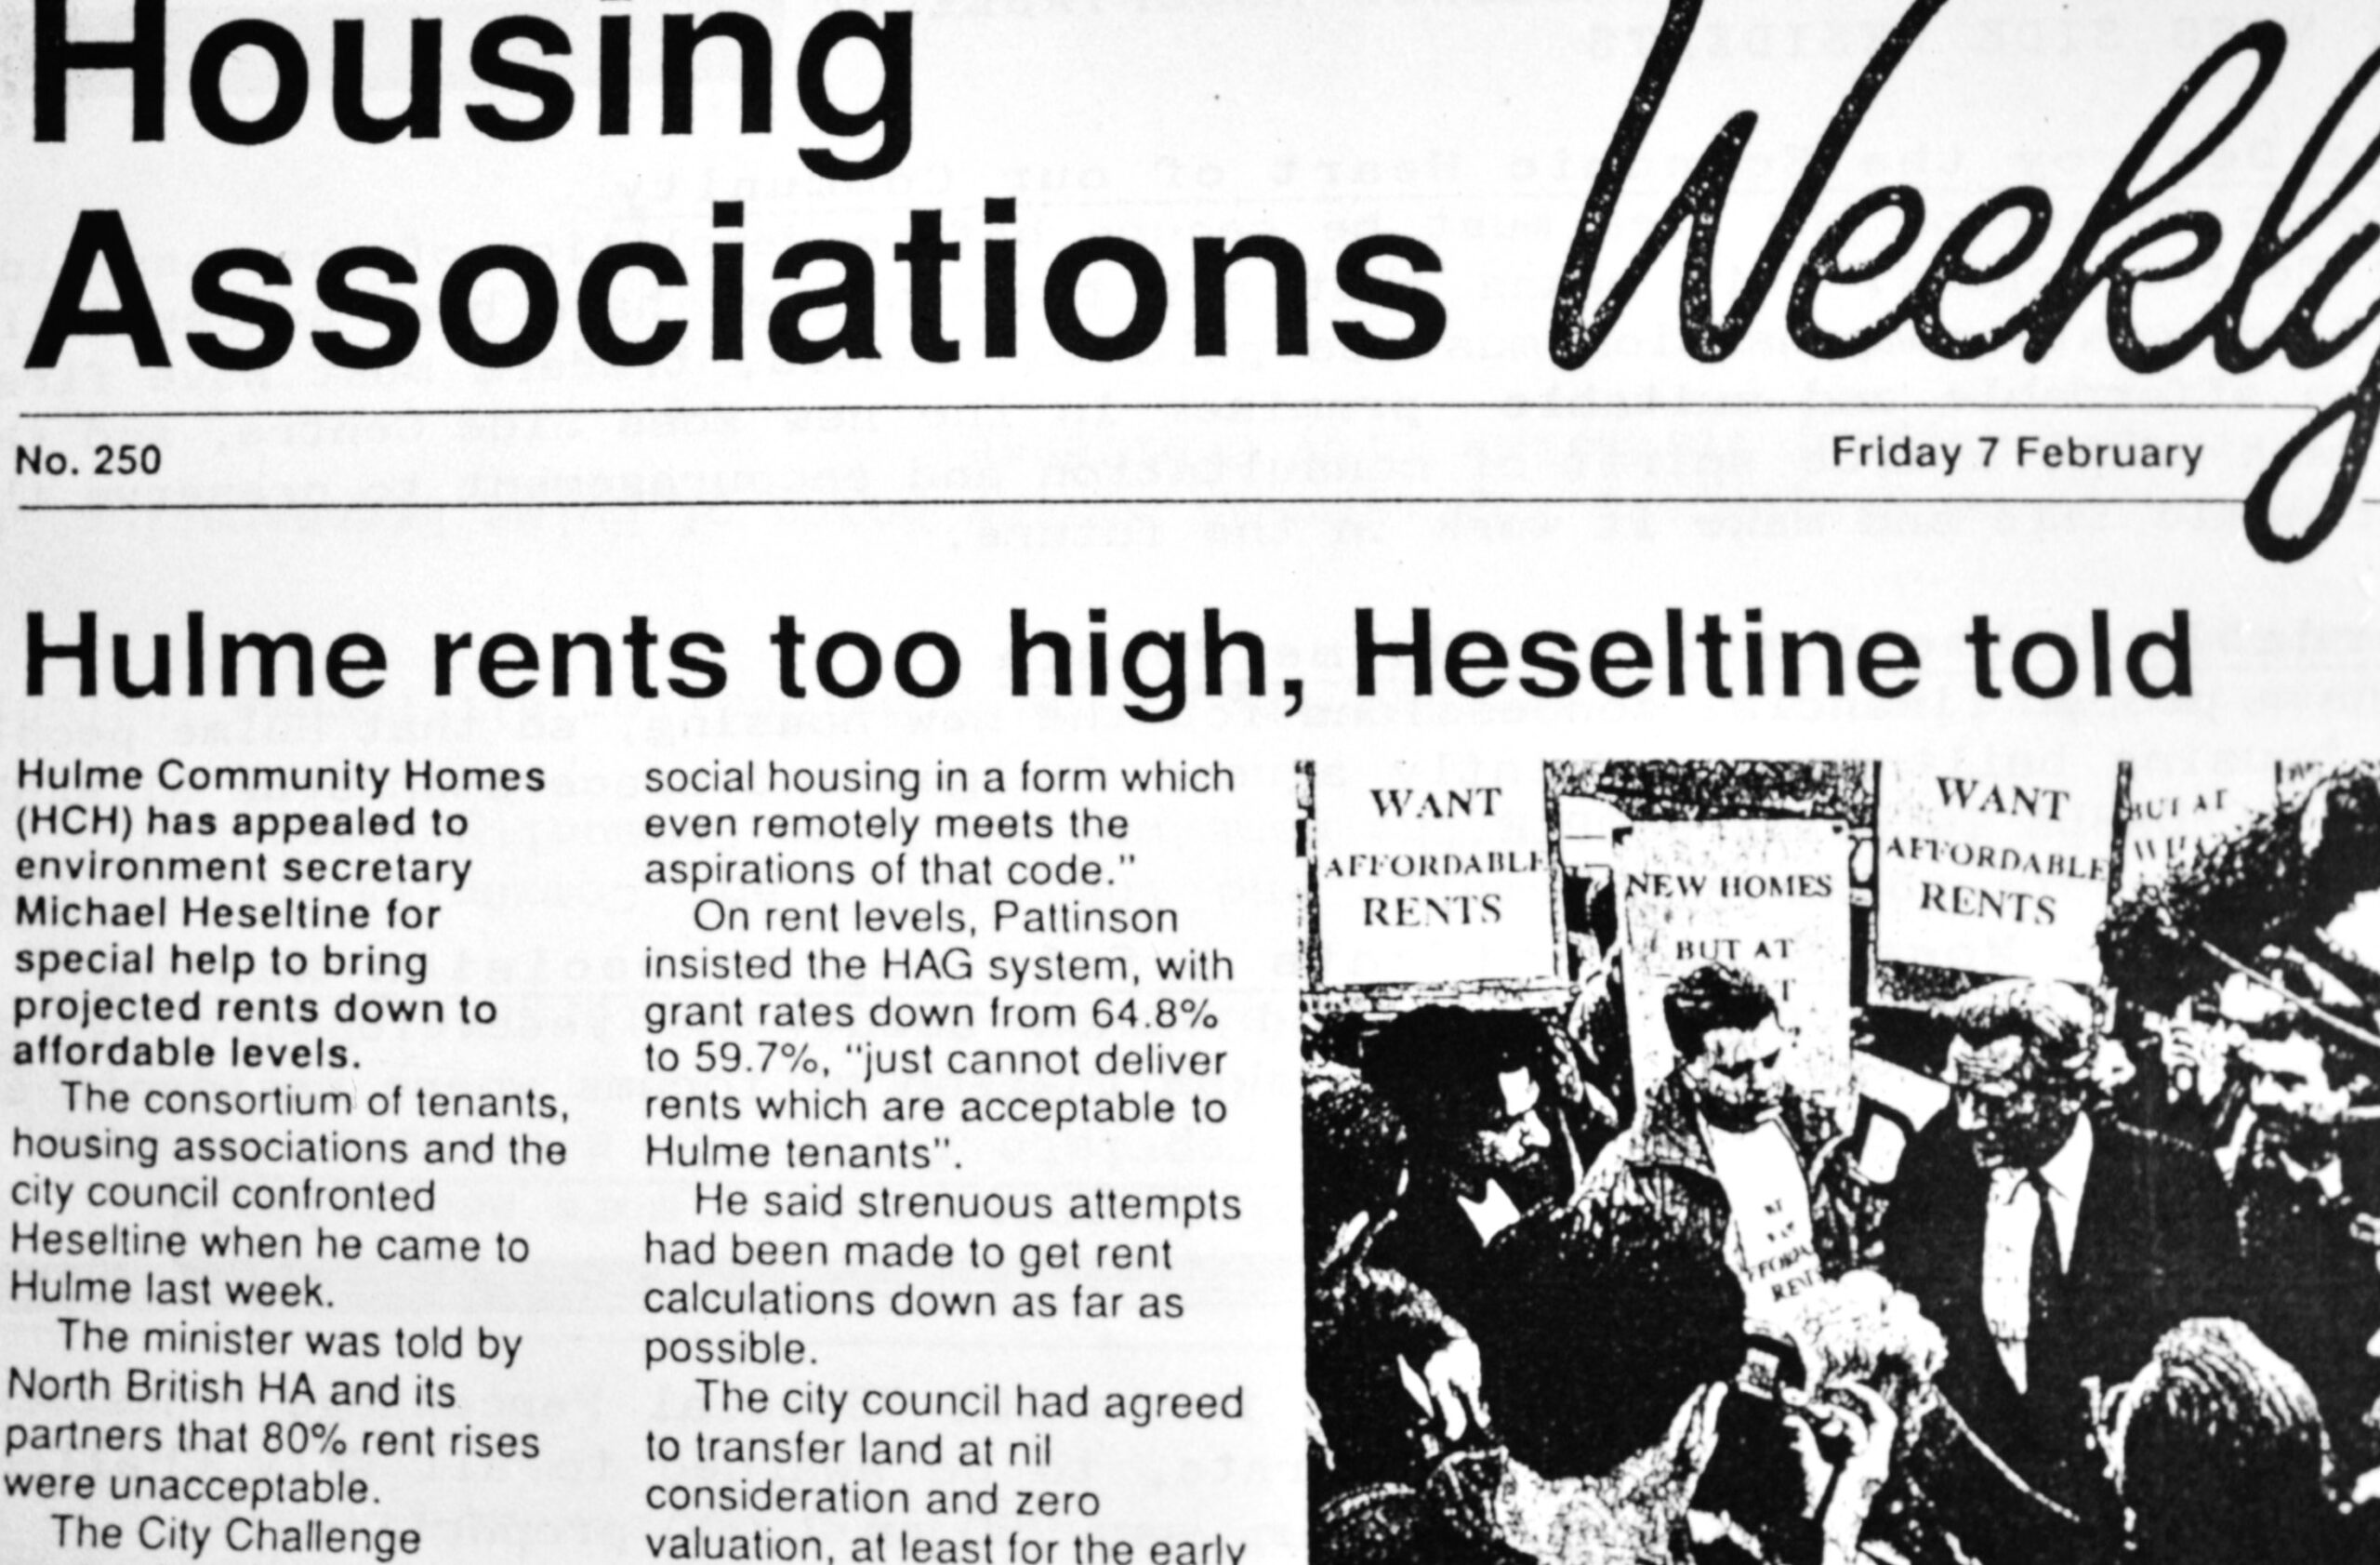 Housing
Associations
Weekly
No. 250
Friday 7 February
Hulme rents too high, Heseltine told
Hulme Community Homes
(HCH) has appealed to
environment secretary
Michael Heseltine for
special help to bring
projected rents down to
affordable levels.
The consortium of tenants,
housing associations and the
city council confronted
Heseltine when he came to
Hulme last week.
The minister was told by
North British HA and its
partners that 80% rent rises
were unacceptable.
The City Challenge
social housing in a form which
even remotely meets the
aspirations of that code."
On rent levels, Pattinson
insisted the HAG system, with
grant rates down from 64.8%
to 59.7%, "just cannot deliver
rents which are acceptable to
Hulme tenants".
He said strenuous attempts
had been made to get rent
calculations down as far as
possible.
The city council had agreed
to transfer land at nil
consideration and zero
valuation, at least for the early
WANT
AFFORDABLE
RENTS
NEW HOMES
BUT AT
WANT
AFFORDABLE
RENTS
BUT AT